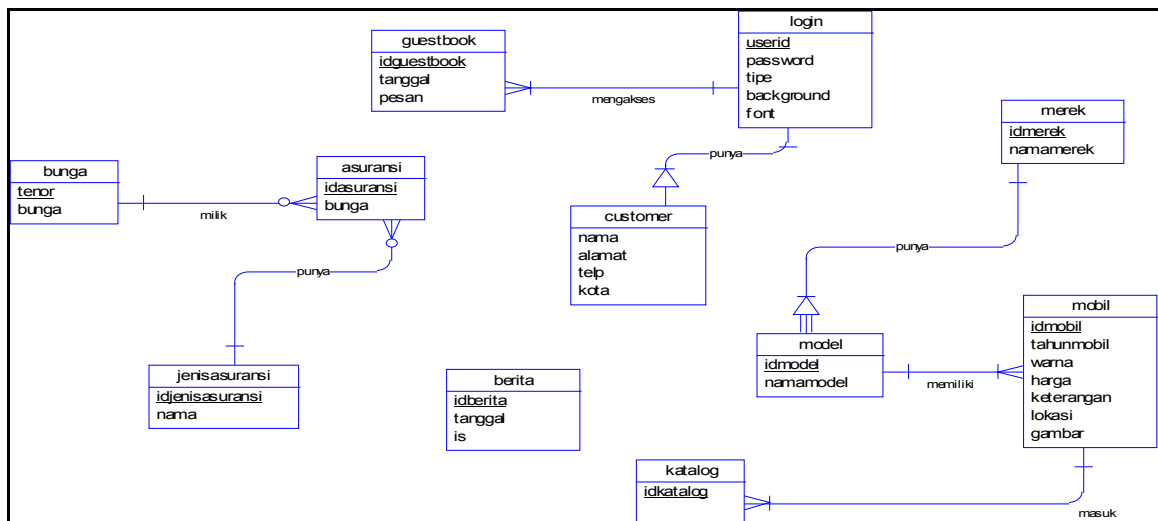 login
userid
password
tipe
background
font
guestbook
idguestbook
tanggal
pesan
mengakses
merek
idmerek
namamerek
punya
bunga
tenor
bunga
milik
asuransi
idasuransi
bunga
customer
nama
alamat
telp
kota
punya
punya
mobil
idmobil
tahunmobil
warna
harga
keterangan
lokasi
gambar
model
idmodel
namamodel
memiliki
jenisasuransi
idjenisasuransi
nama
berita
idberita
tanggal
is
katalog
idkatalog
masuk